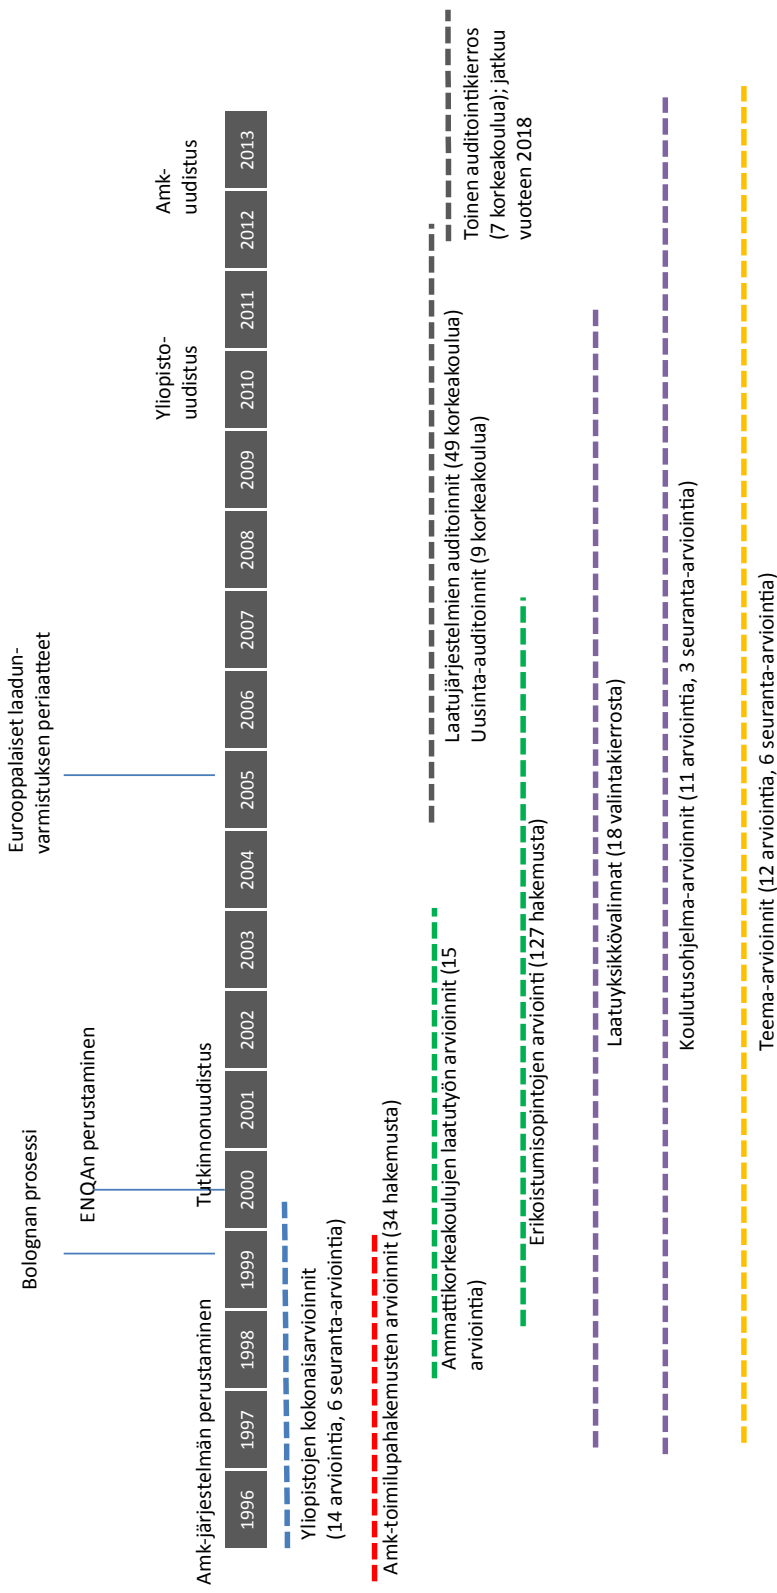 Eurooppalaiset laadun-
varmistuksen periaatteet
Bolognan prosessi
ENQAn perustaminen
Amk-
uudistus
Yliopisto-
uudistus
Tutkinnonuudistus
Amk-järjestelmän perustaminen
1996 1997 1998 1999 2000 2001 2002 2003 2004 2005 2006 2007 2008 2009 2010 2011 2012 2013
Yliopistojen kokonaisarvioinnit
(14 arviointia, 6 seuranta-arviointia)
Amk-toimilupahakemusten arvioinnit (34 hakemusta)
Ammattikorkeakoulujen laatutyön arvioinnit (15
arviointia)
Laatujärjestelmien auditoinnit (49 korkeakoulua)
Uusinta-auditoinnit (9 korkeakoulua)
Toinen auditointikierros
(7 korkeakoulua); jatkuu
vuoteen 2018
Erikoistumisopintojen arviointi (127 hakemusta)
Laatuyksikkövalinnat (18 valintakierrosta)
Koulutusohjelma-arvioinnit (11 arviointia, 3 seuranta-arviointia)
Teema-arvioinnit (12 arviointia, 6 seuranta-arviointia)